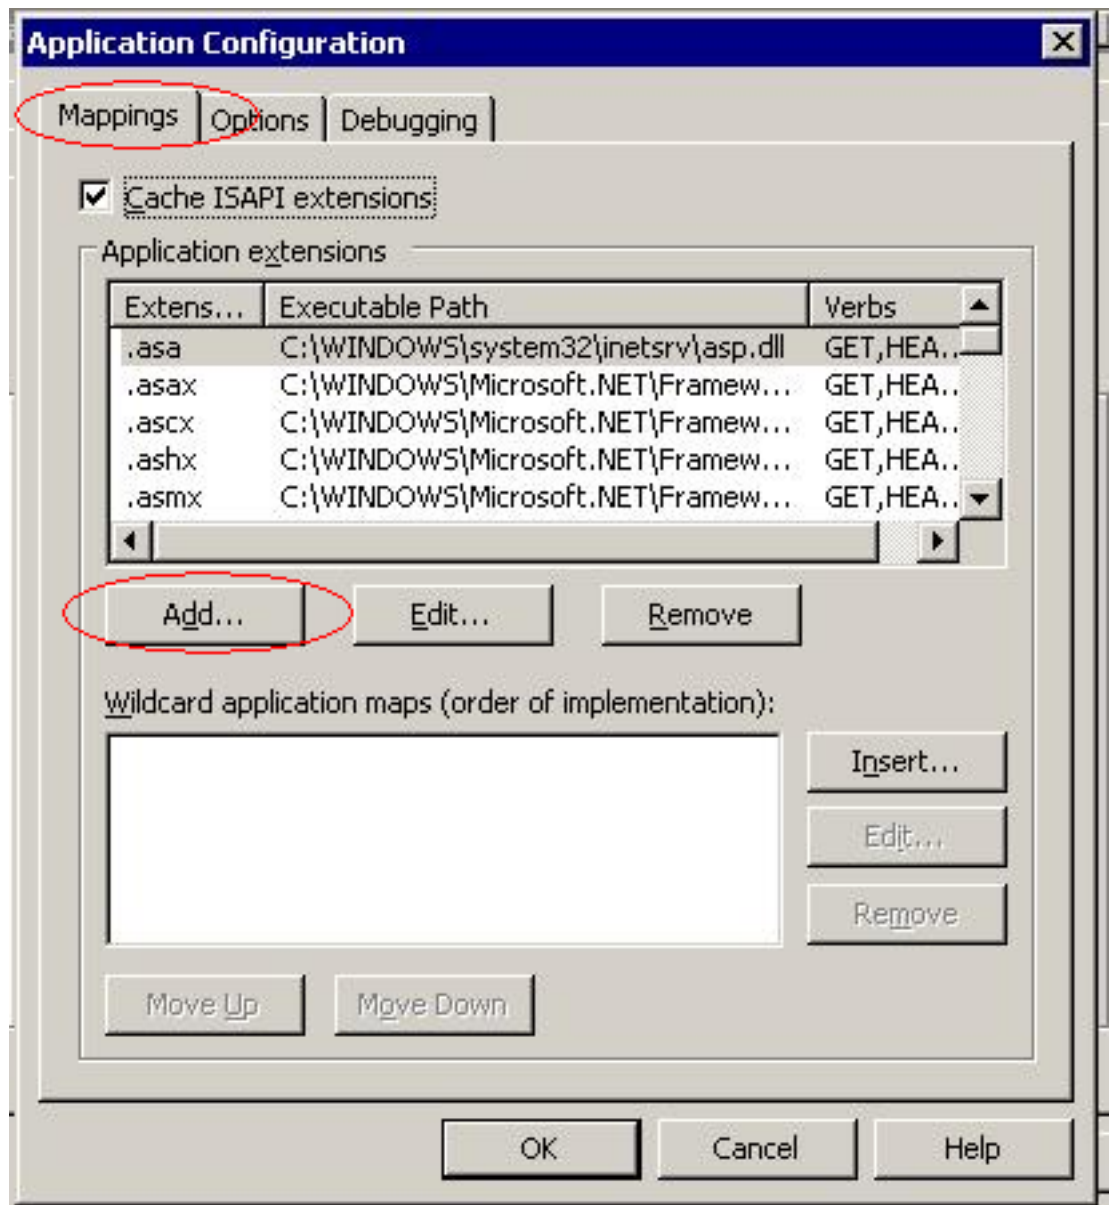 Application Configuration
Mappings Options Debugging
Cache ISAPI extensions
Application extensions
Extens... Executable Path Verbs
.asa C:\WINDOWS\system32\inetsrv\asp.dll GET,HEA..
.asax C:\WINDOWS\Microsoft.NET\Framew... GET,HEA..
.ascx C:\WINDOWS\Microsoft.NET\Framew... GET,HEA..
.ashx C:\WINDOWS\Microsoft.NET\Framew... GET,HEA..
.asmx C:\WINDOWS\Microsoft.NET\Framew... GET,HEA..
Add... Edit... Remove
Wildcard application maps (order of implementation):
Insert...
Edit...
Remove
Move Up Move Down
OK Cancel Help